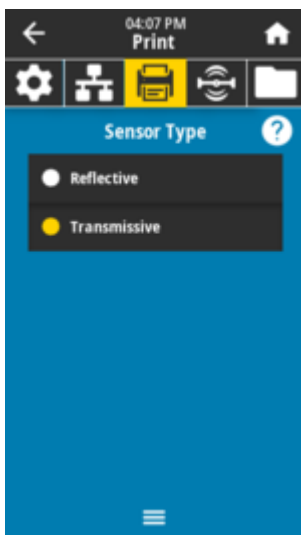 04:07 PM
Print
Sensor Type
?
Reflective
Transmissive